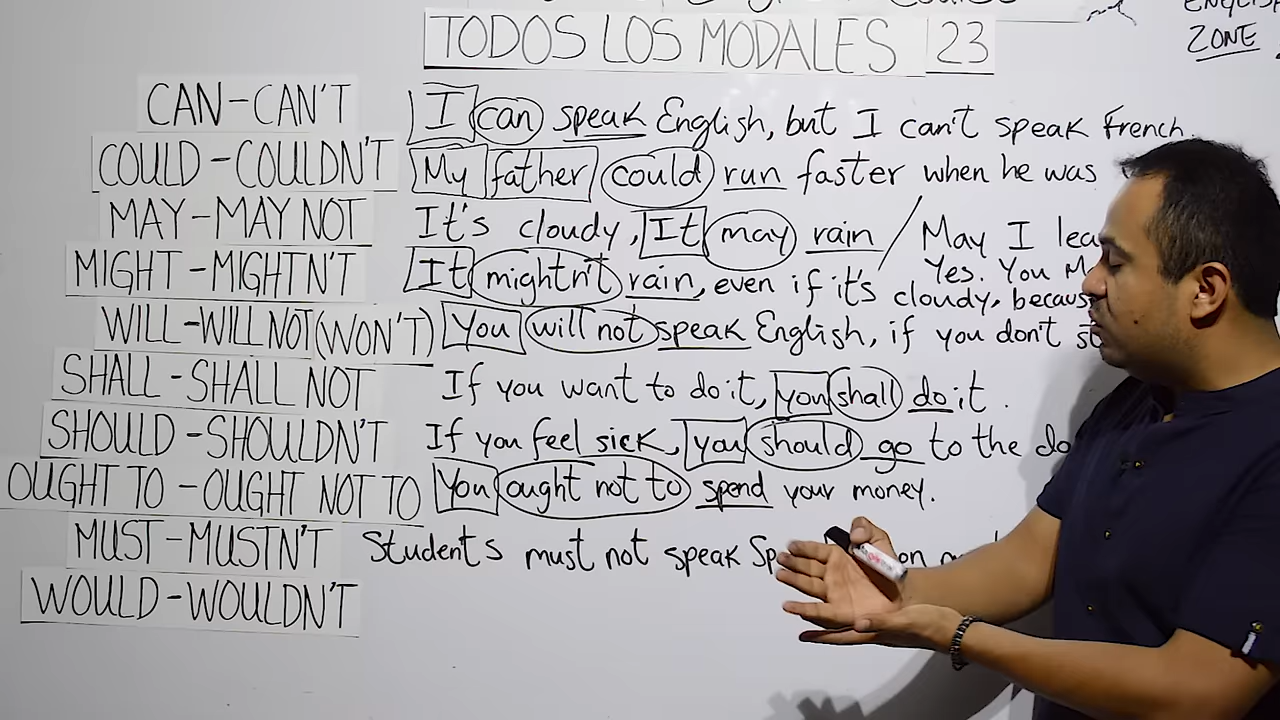 ENGLISH
ZONE
TODOS LOS MODALES 23
CAN-CAN'T I can speak English, but I can't speak French.
COULD-COULDN'T My father could run faster when he was
MAY-MAY NOT It's cloudy, It may rain / May I
Yes. You
MIGHT-MIGHTN'T It mightn't rain, even if it's cloudy,
WILL-WILL NOT (WON'T) You will not speak English, if you don't
SHALL-SHALL NOT If you want to do it, you shall do it.
SHOULD-SHOULDN'T If you feel sick, you should go to the
OUGHT TO - OUGHT NOT TO You ought not to spend your money.
MUST-MUSTN'T Students must not speak
WOULD-WOULDN'T